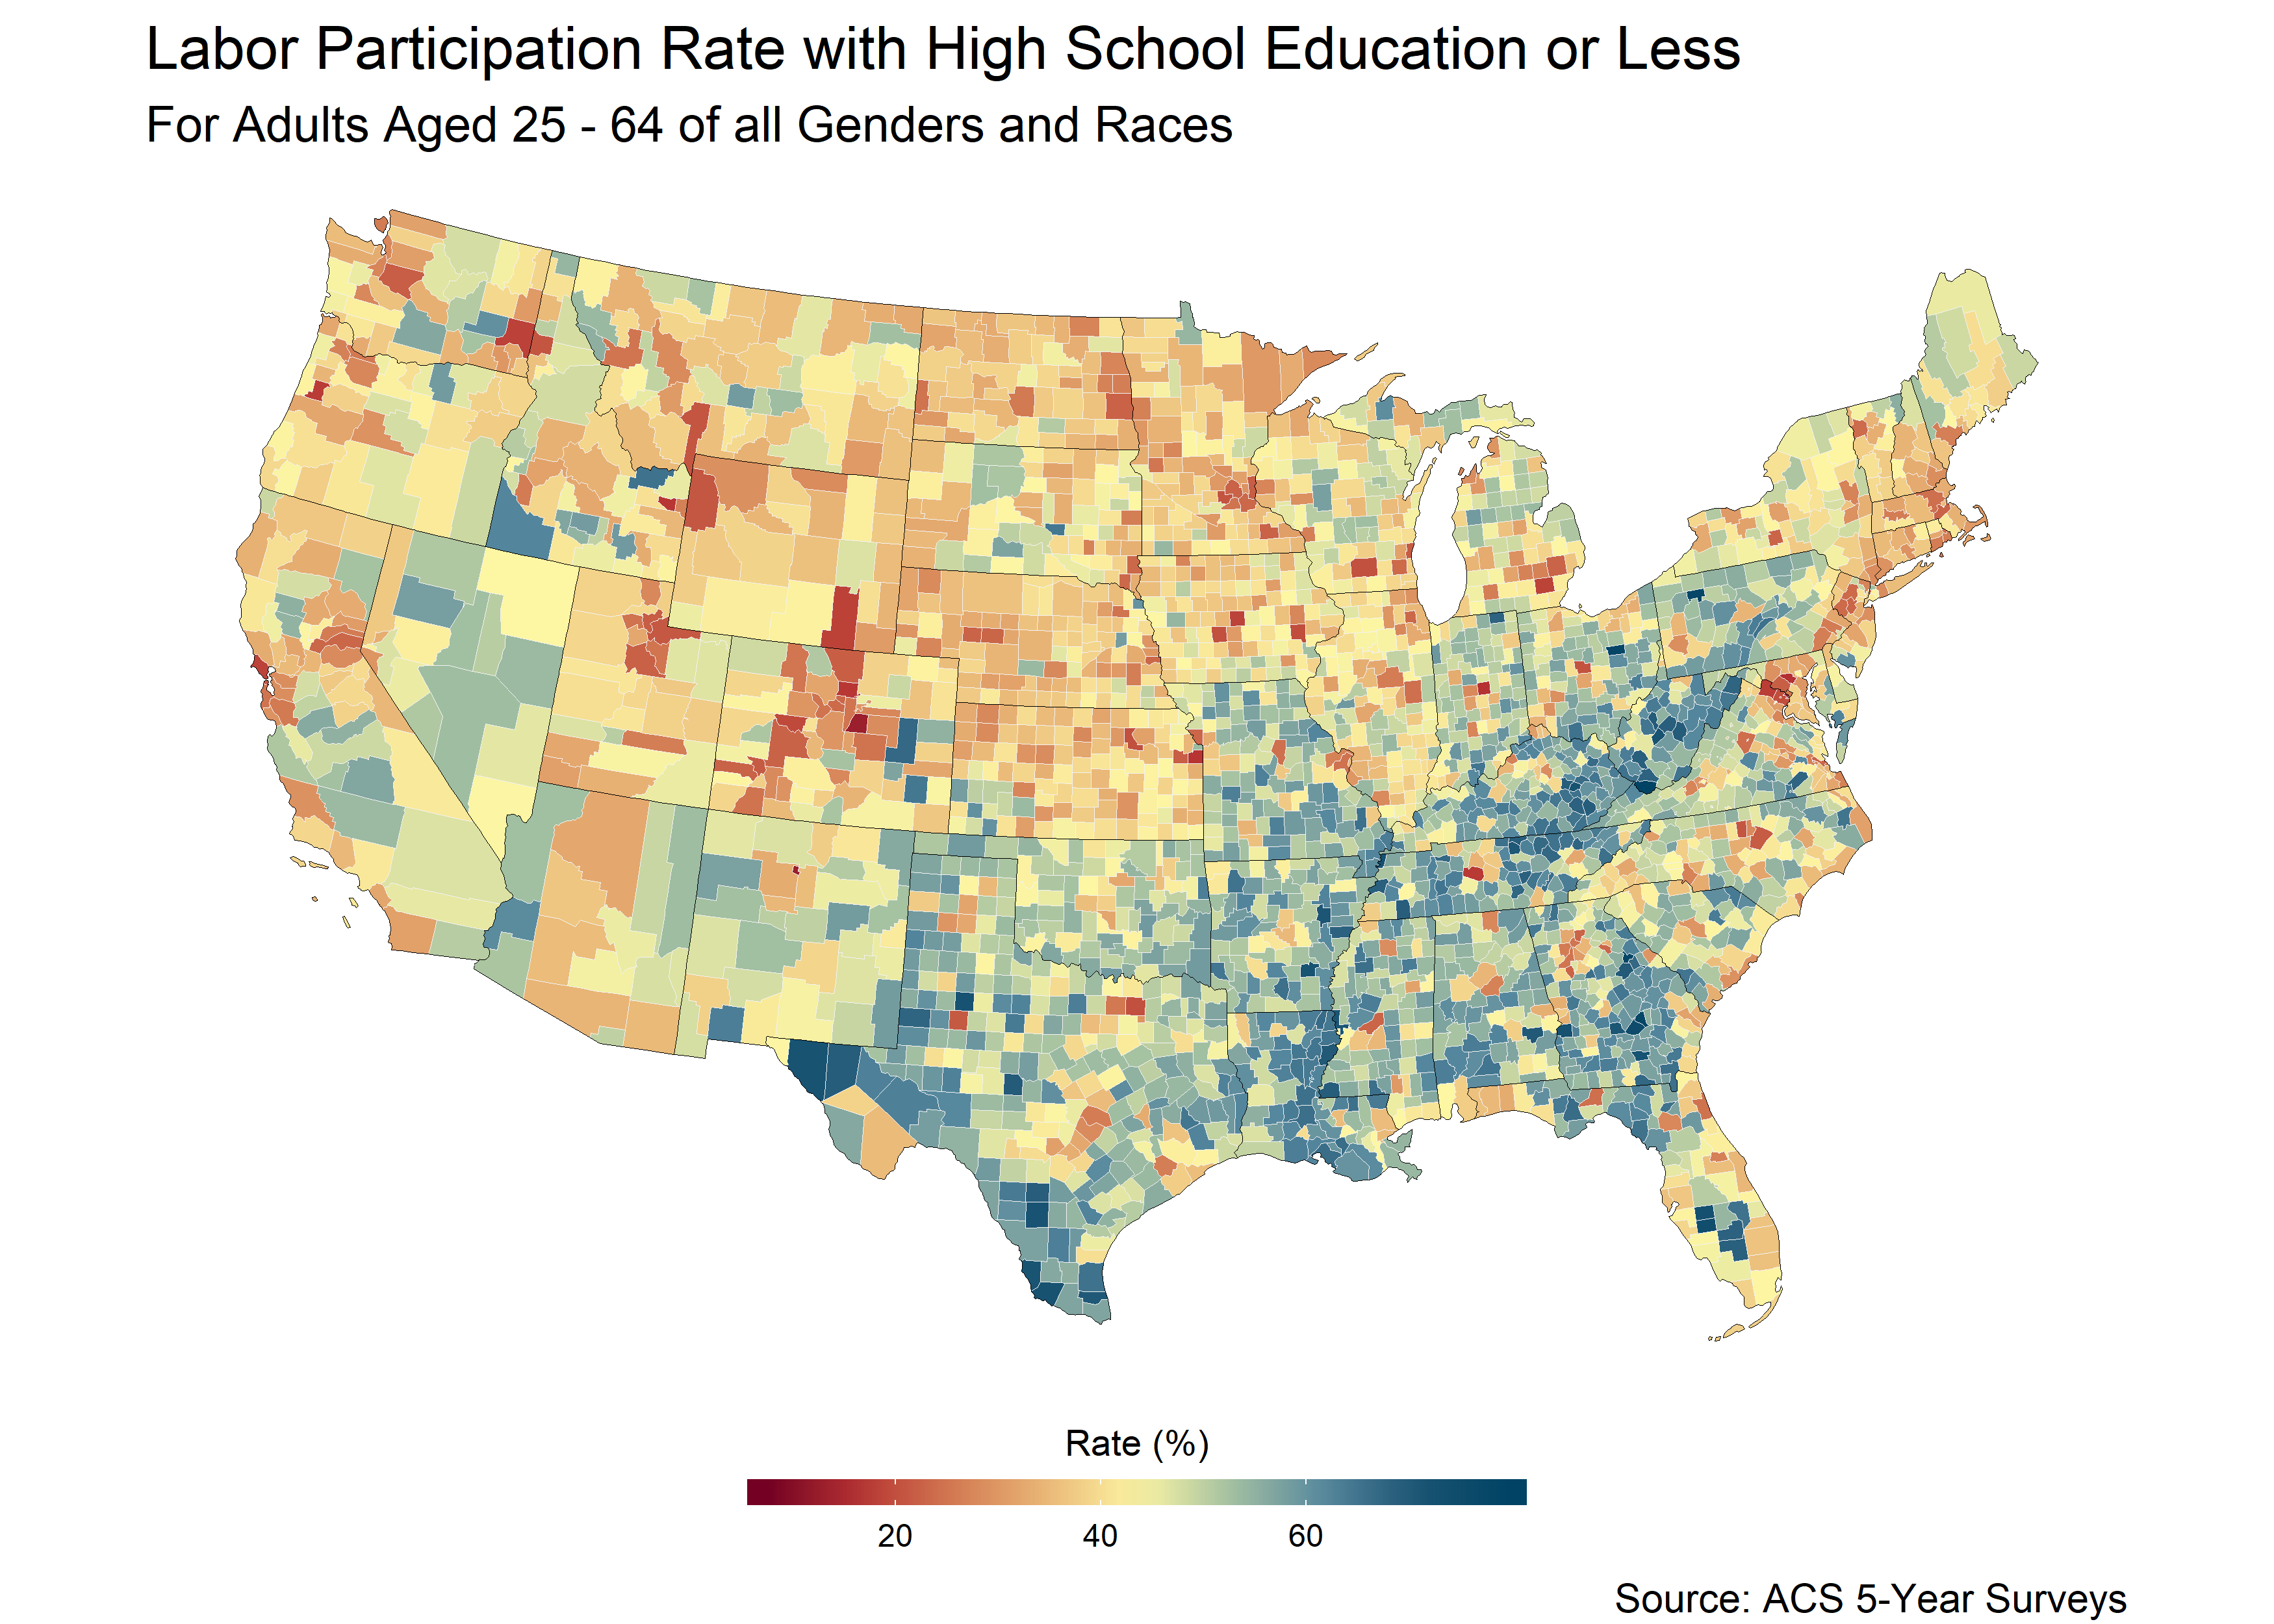 Labor Participation Rate with High School Education or Less
For Adults Aged 25 - 64 of all Genders and Races
Rate (%)
20 40 60
Source: ACS 5-Year Surveys